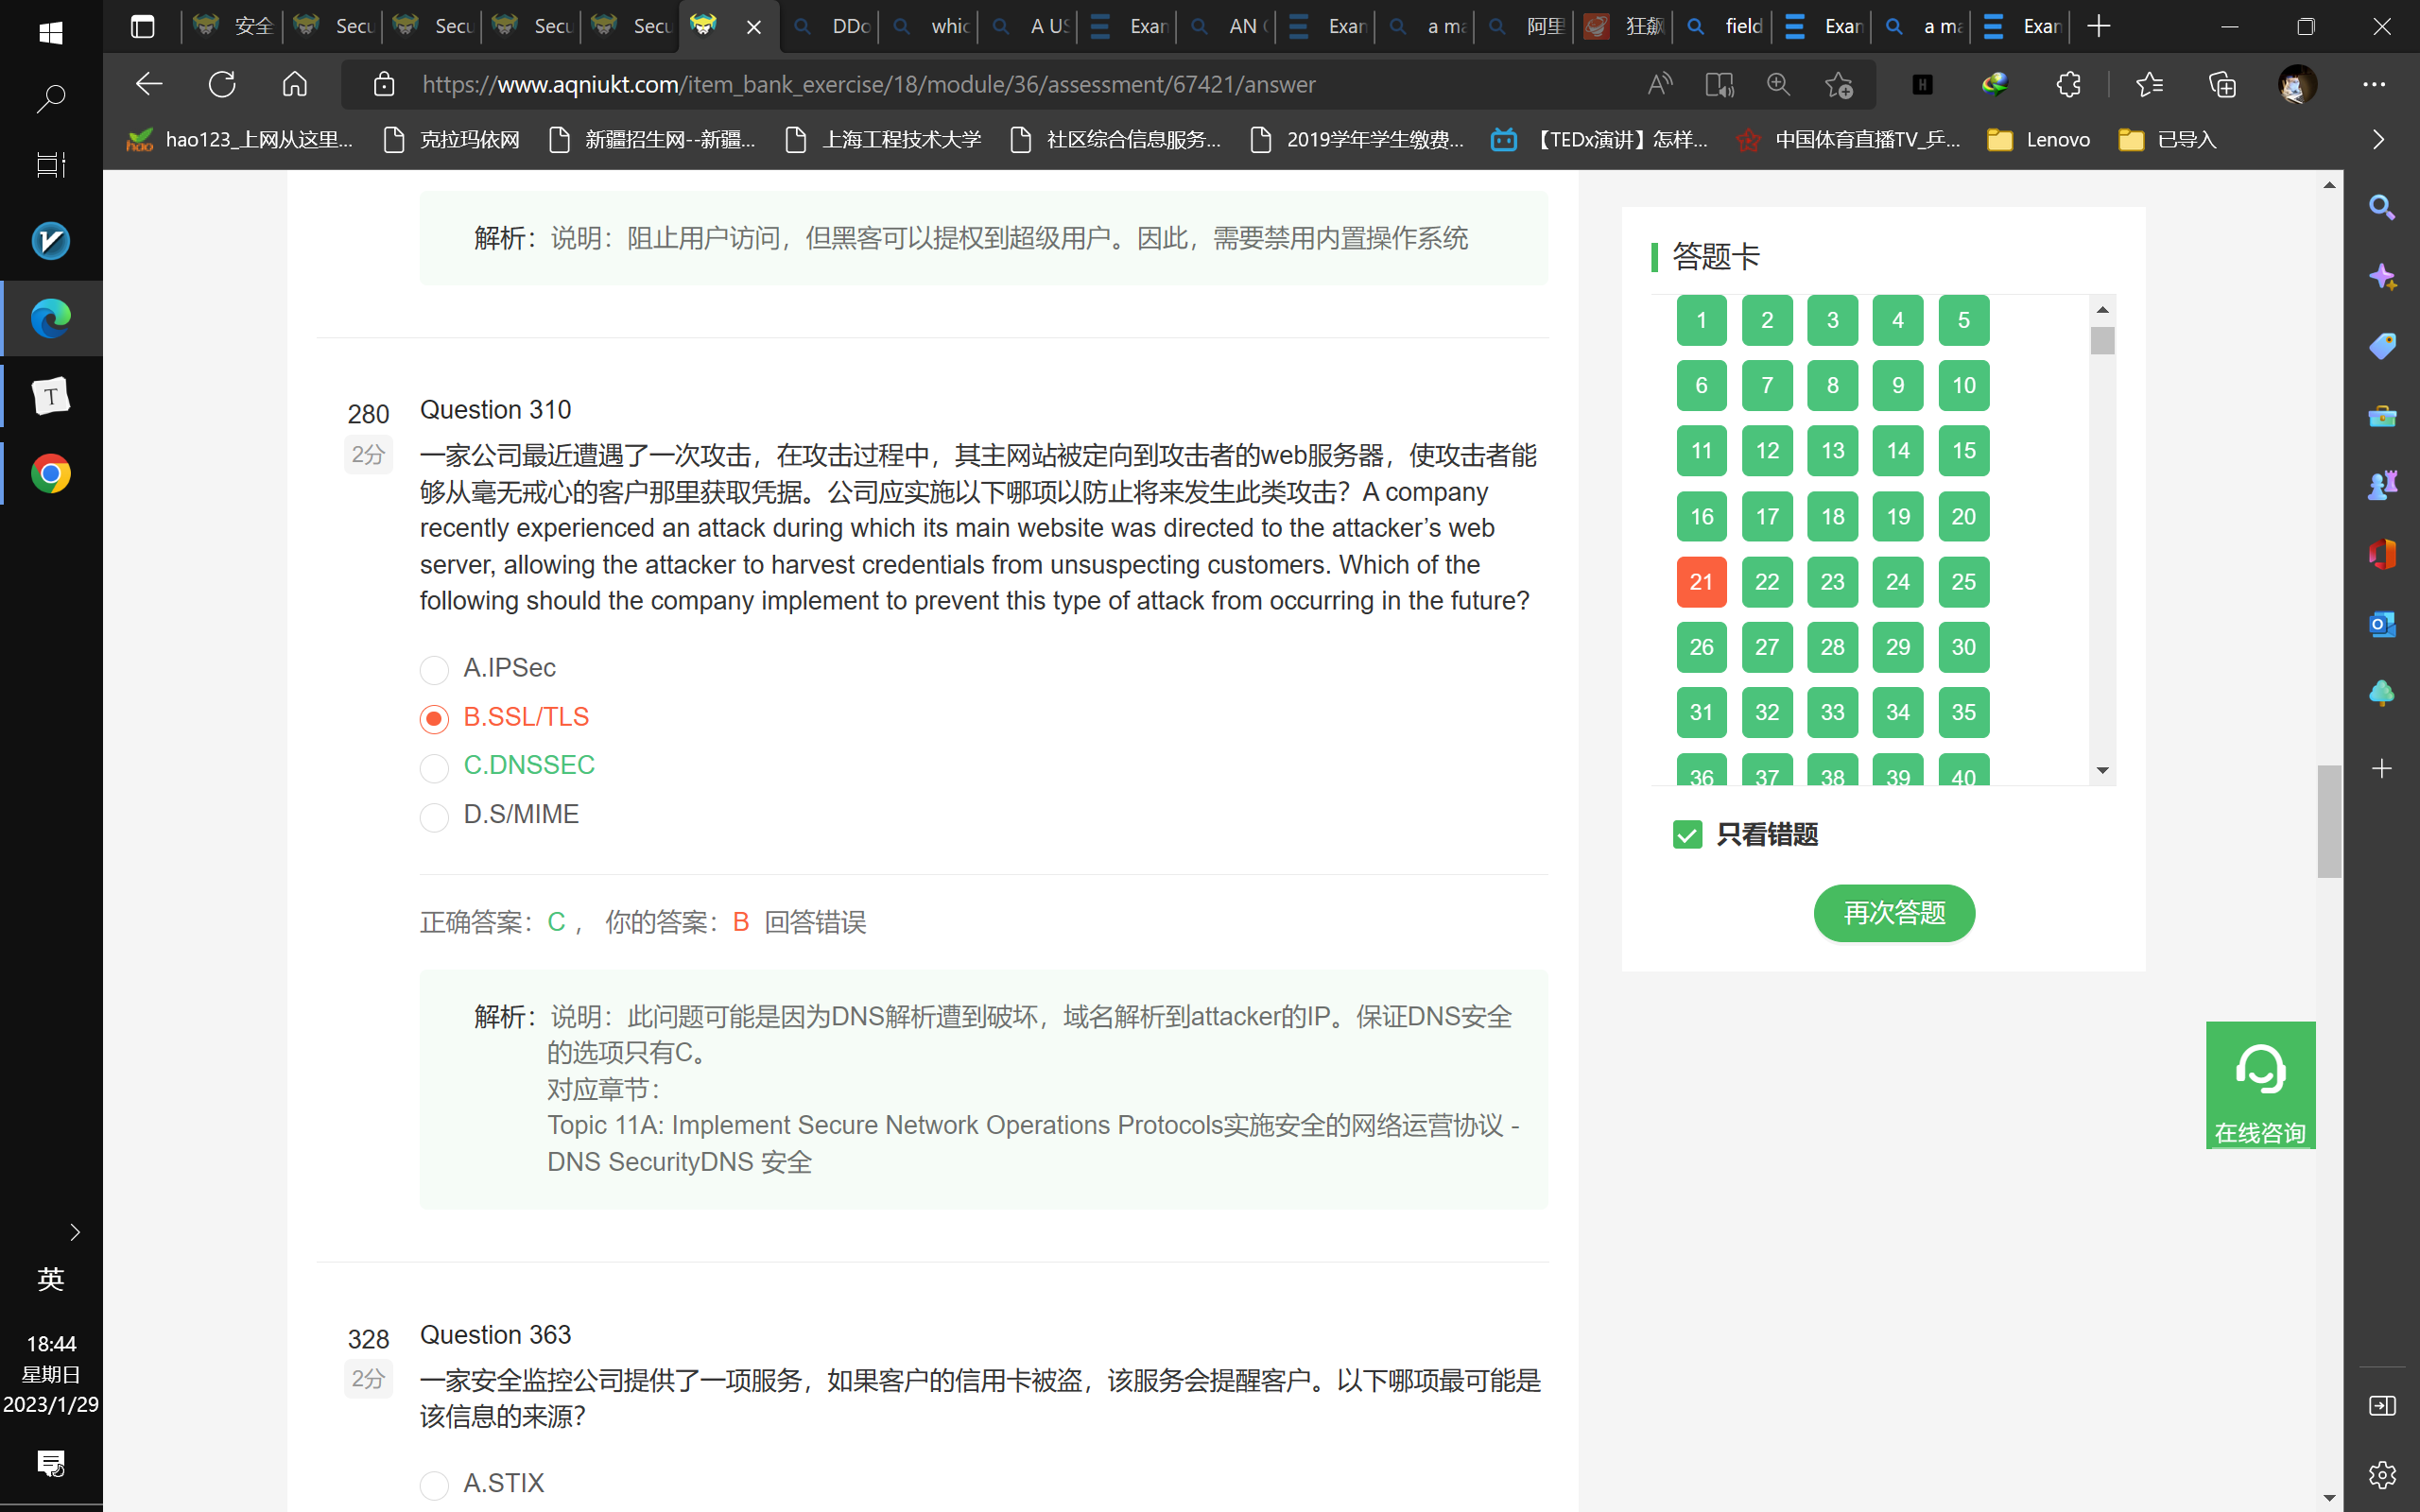 安全
Secu
Secu
Secu
Secu
DDo
whic
A US
Exan
AN
Exan
a ma
阿里
狂飙
field
Exan
a ma
Exan
https://www.aqniukt.com/item_bank_exercise/18/module/36/assessment/67421/answer
hao123_上网从这里...
克拉玛依网
新疆招生网--新疆...
上海工程技术大学
社区综合信息服务...
2019学年学生缴费...
【TEDx演讲】怎样...
中国体育直播TV_乒...
Lenovo
已导入
解析：说明：阻止用户访问，但黑客可以提权到超级用户。因此，需要禁用内置操作系统
280
2分
Question 310
一家公司最近遭遇了一次攻击，在攻击过程中，其主网站被定向到攻击者的web服务器，使攻击者能
够从毫无戒心的客户那里获取凭据。公司应实施以下哪项以防止将来发生此类攻击？A company
recently experienced an attack during which its main website was directed to the attacker’s web
server, allowing the attacker to harvest credentials from unsuspecting customers. Which of the
following should the company implement to prevent this type of attack from occurring in the future?
A.IPSec
B.SSL/TLS
C.DNSSEC
D.S/MIME
正确答案：C ， 你的答案：B 回答错误
解析：说明：此问题可能是因为DNS解析遭到破坏，域名解析到attacker的IP。保证DNS安全
的选项只有C。
对应章节：
Topic 11A: Implement Secure Network Operations Protocols实施安全的网络运营协议 -
DNS SecurityDNS 安全
328
2分
Question 363
一家安全监控公司提供了一项服务，如果客户的信用卡被盗，该服务会提醒客户。以下哪项最可能是
该信息的来源？
A.STIX
答题卡
1 2 3 4 5
6 7 8 9 10
11 12 13 14 15
16 17 18 19 20
21 22 23 24 25
26 27 28 29 30
31 32 33 34 35
36 37 38 39 40
只看错题
再次答题
在线咨询
英
18:44
星期日
2023/1/29